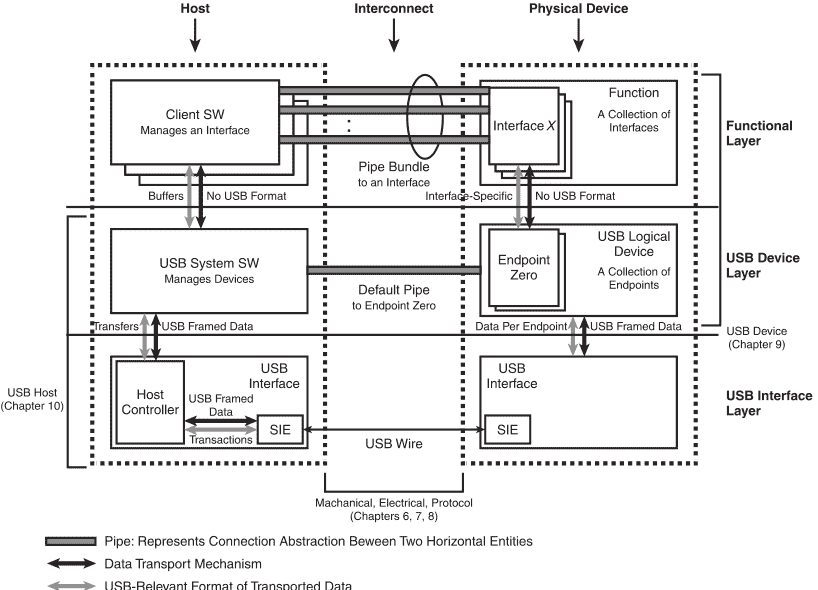 Host
Interconnect
Physical Device
Client SW
Manages an Interface
:
Pipe Bundle
to an Interface
Interface X
Function
A Collection of
Interfaces
Functional
Layer
Buffers
No USB Format
Interface-Specific
No USB Format
USB System SW
Manages Devices
Default Pipe
to Endpoint Zero
Endpoint
Zero
USB Logical
Device
A Collection of
Endpoints
USB Device
Layer
Transfers
USB Framed Data
Data Per Endpoint
USB Framed Data
USB Device
(Chapter 9)
USB Host
(Chapter 10)
Host
Controller
USB Framed
Data
Transactions
USB
Interface
SIE
USB Wire
USB
Interface
SIE
USB Interface
Layer
Machanical, Electrical, Protocol
(Chapters 6, 7, 8)
Pipe: Represents Connection Abstraction Beween Two Horizontal Entities
Data Transport Mechanism
USB-Relevant Format of Transported Data